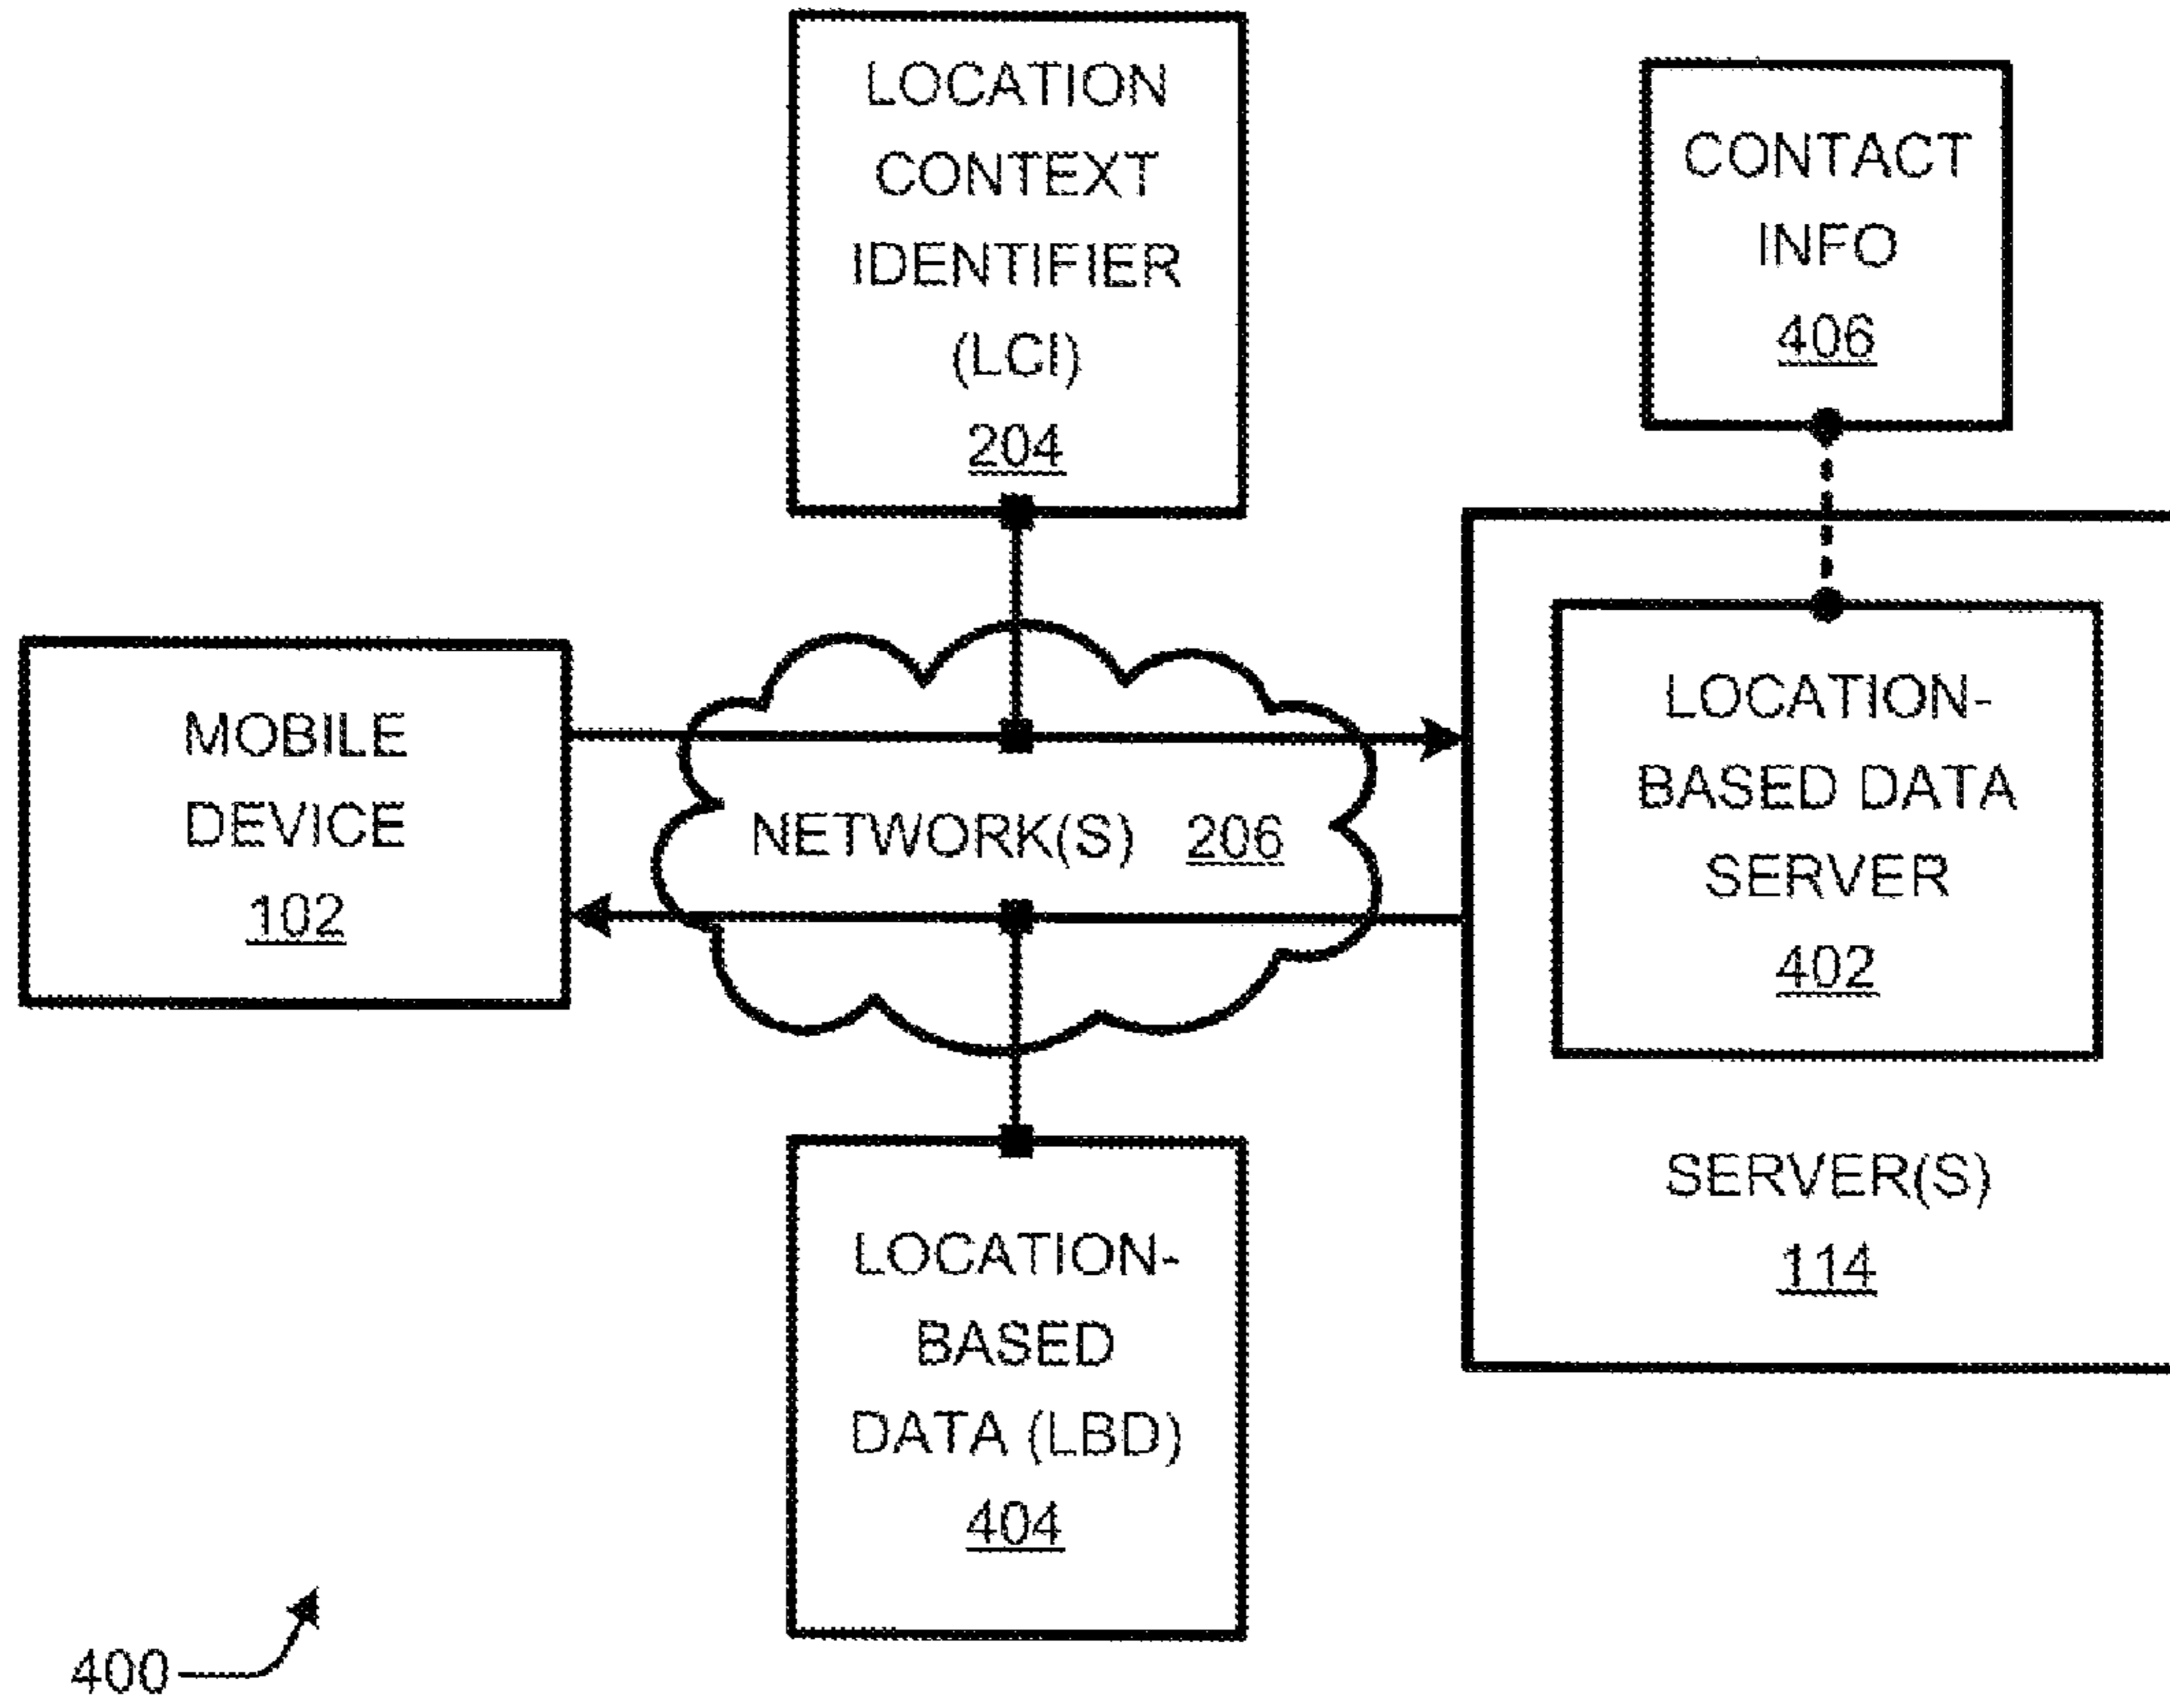 LOCATION
CONTEXT
IDENTIFIER
(LCI)
204
CONTACT
INFO
406
MOBILE
DEVICE
102
NETWORK(S) 206
LOCATION-
BASED DATA
SERVER
402
SERVER(S)
114
LOCATION-
BASED
DATA (LBD)
404
400